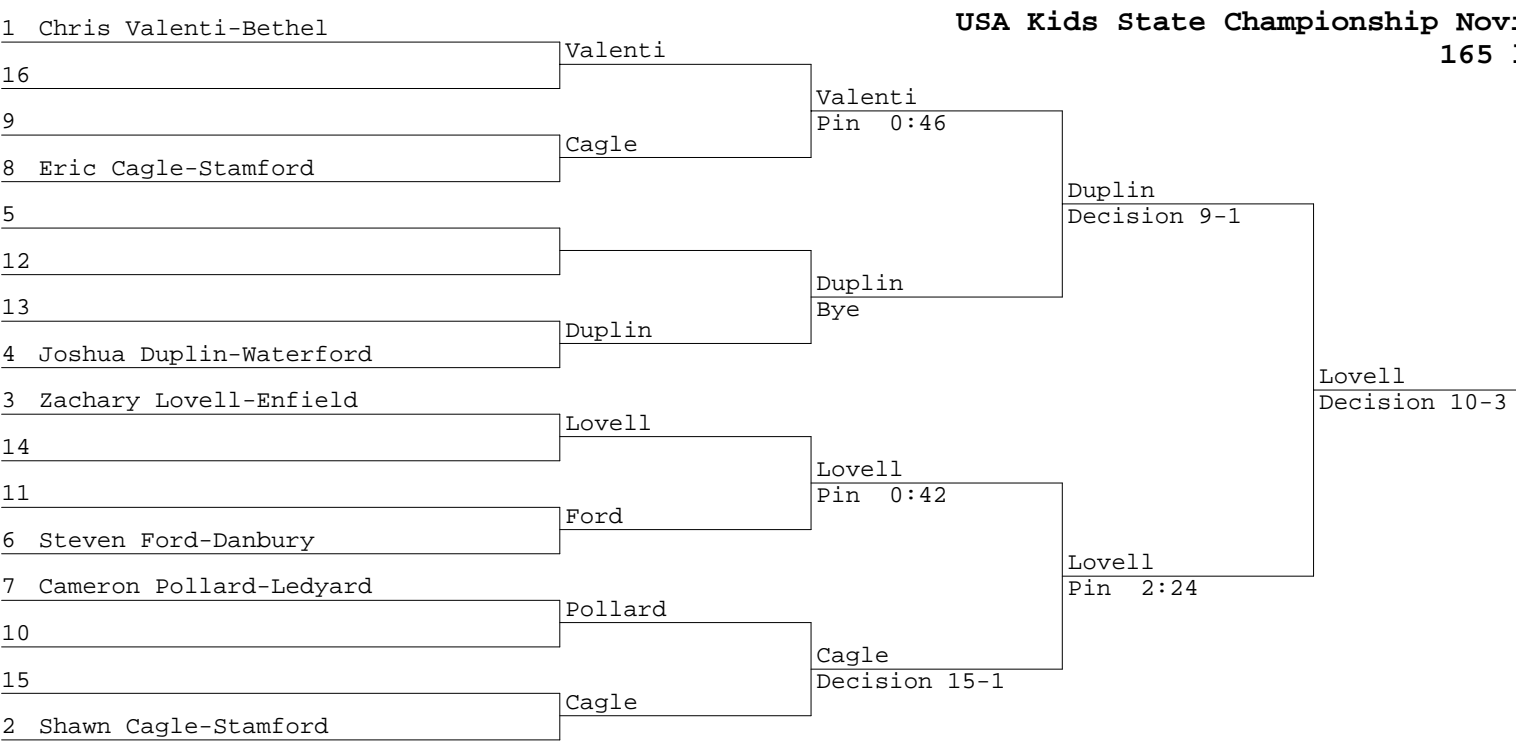 USA Kids State Championship Novi
165 l
1 Chris Valenti-Bethel
16
9
8 Eric Cagle-Stamford
5
12
13
4 Joshua Duplin-Waterford
3 Zachary Lovell-Enfield
14
11
6 Steven Ford-Danbury
7 Cameron Pollard-Ledyard
10
15
2 Shawn Cagle-Stamford
Valenti
Cagle
Duplin
Lovell
Ford
Pollard
Cagle
Valenti
Pin 0:46
Duplin
Bye
Lovell
Pin 0:42
Cagle
Decision 15-1
Duplin
Decision 9-1
Lovell
Pin 2:24
Lovell
Decision 10-3